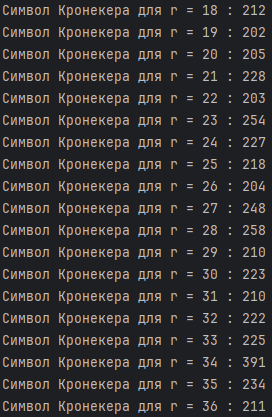 Символ Кронекера для r = 18 : 212
Символ Кронекера для r = 19 : 202
Символ Кронекера для r = 20 : 205
Символ Кронекера для r = 21 : 228
Символ Кронекера для r = 22 : 203
Символ Кронекера для r = 23 : 254
Символ Кронекера для r = 24 : 227
Символ Кронекера для r = 25 : 218
Символ Кронекера для r = 26 : 204
Символ Кронекера для r = 27 : 248
Символ Кронекера для r = 28 : 258
Символ Кронекера для r = 29 : 210
Символ Кронекера для r = 30 : 223
Символ Кронекера для r = 31 : 210
Символ Кронекера для r = 32 : 222
Символ Кронекера для r = 33 : 225
Символ Кронекера для r = 34 : 391
Символ Кронекера для r = 35 : 234
Символ Кронекера для r = 36 : 211